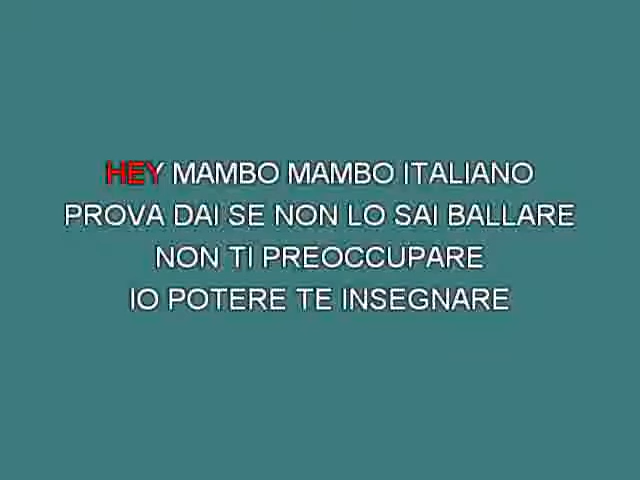 HEY MAMBO MAMBO ITALIANO
PROVA DAI SE NON LO SAI BALLARE
NON TI PREOCCUPARE
IO POTERE TE INSEGNARE